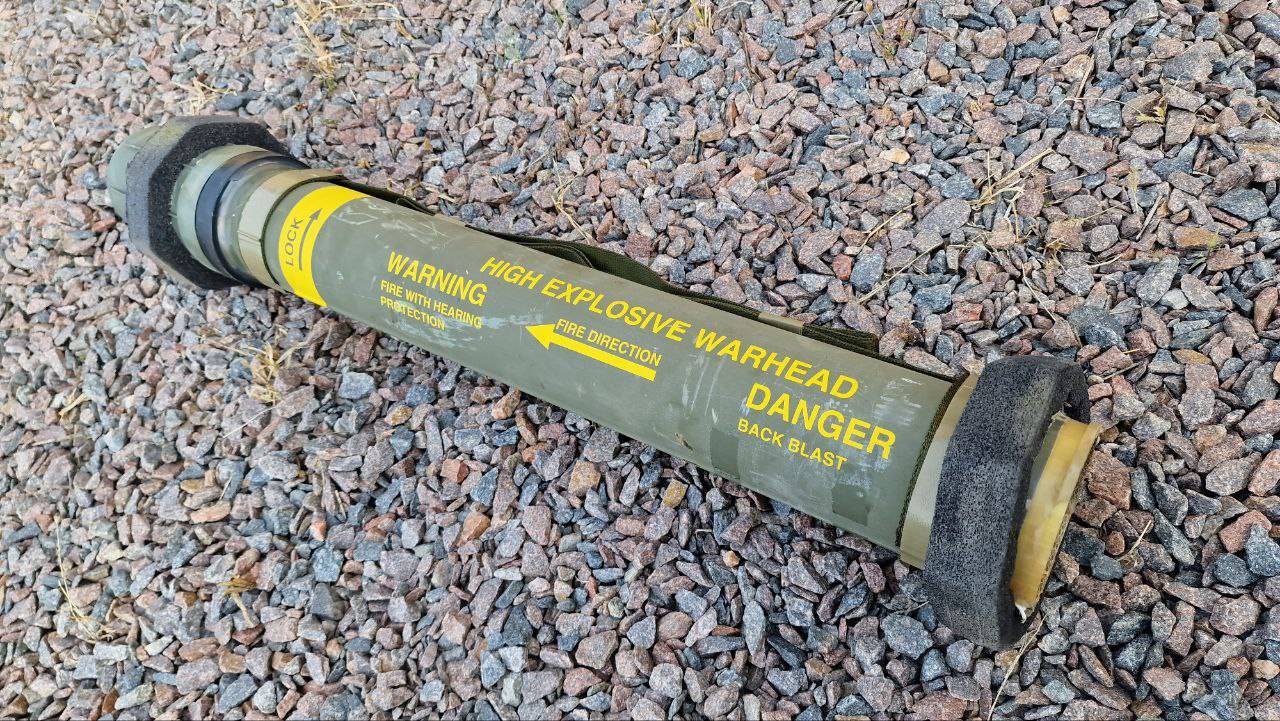 LOCK
WARNING
FIRE WITH HEARING
PROTECTION
HIGH EXPLOSIVE WARHEAD
FIRE DIRECTION
DANGER
BACK BLAST